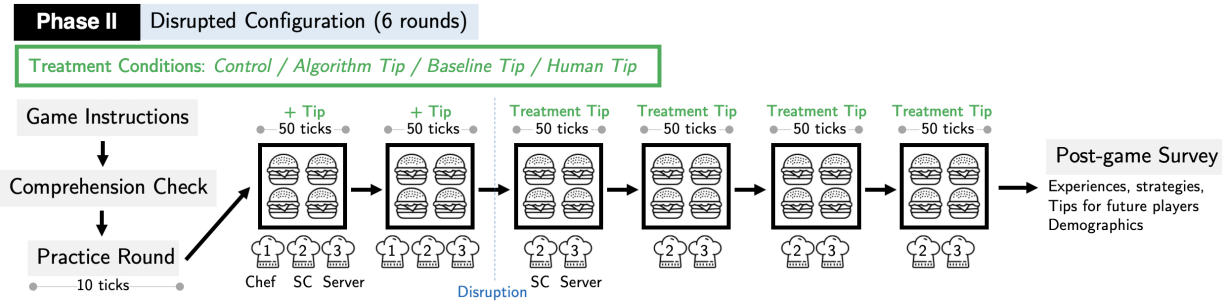 Phase II
Disrupted Configuration (6 rounds)
Treatment Conditions: Control / Algorithm Tip / Baseline Tip / Human Tip
Game Instructions
Comprehension Check
Practice Round
10 ticks
+ Tip
50 ticks
1 2 3
Chef SC Server
+ Tip
50 ticks
1 2 3
Disruption
Treatment Tip
50 ticks
2 3
SC Server
Treatment Tip
50 ticks
2 3
Treatment Tip
50 ticks
2 3
Treatment Tip
50 ticks
2 3
Post-game Survey
Experiences, strategies,
Tips for future players
Demographics